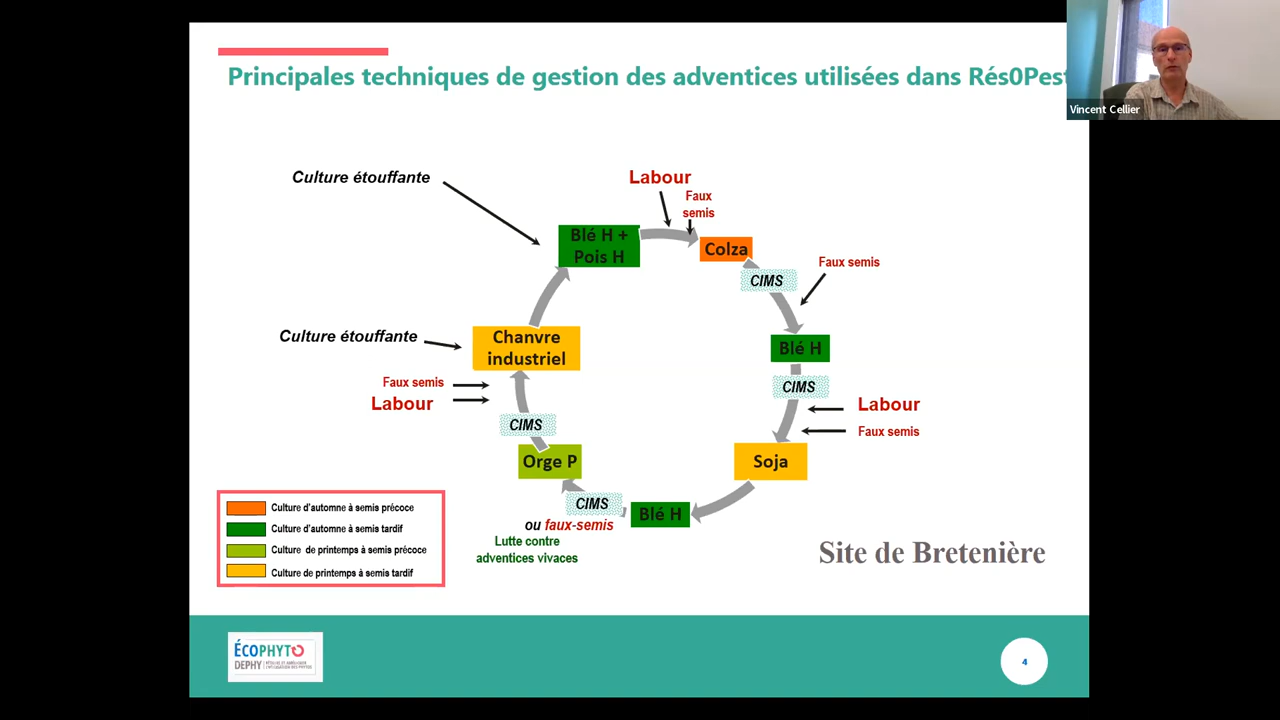 Principales techniques de gestion des adventices utilisées dans Rés0Pest
Vincent Cellier
Culture étouffante
Labour
Faux
semis
Blé H +
Pois H
Colza
CIMS
Faux semis
Culture étouffante
Chanvre
industriel
Blé H
Faux semis
Labour
CIMS
Labour
Faux semis
CIMS
Orge P
Soja
CIMS
Blé H
ou faux-semis
Lutte contre
adventices vivaces
Culture d'automne à semis précoce
Culture d'automne à semis tardif
Culture de printemps à semis précoce
Culture de printemps à semis tardif
Site de Bretenière
ÉCOPHYTO
DEPHY
4